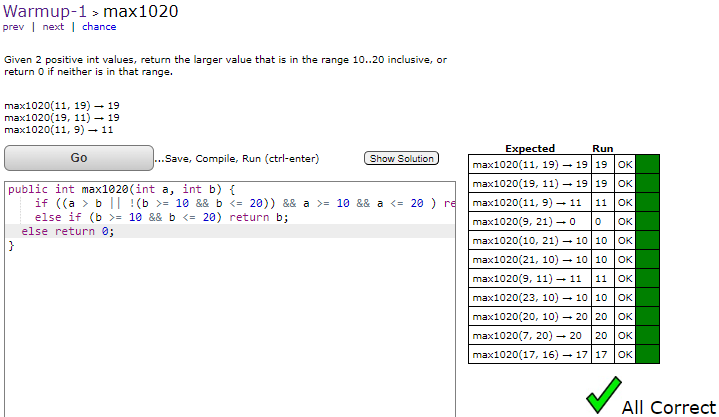 Warmup-1 > max1020
prev | next | chance
Given 2 positive int values, return the larger value that is in the range 10..20 inclusive, or
return 0 if neither is in that range.
max1020(11, 19) → 19
max1020(19, 11) → 19
max1020(11, 9) → 11
Go ...Save, Compile, Run (ctrl-enter) Show Solution
public int max1020(int a, int b) {
if ((a > b || !(b >= 10 && b <= 20)) && a >= 10 && a <= 20 ) re
else if (b >= 10 && b <= 20) return b;
else return 0;
}
Expected Run
max1020(11, 19) → 19 19 OK
max1020(19, 11) → 19 19 OK
max1020(11, 9) → 11 11 OK
max1020(9, 21) → 0 0 OK
max1020(10, 21) → 10 10 OK
max1020(21, 10) → 10 10 OK
max1020(9, 11) → 11 11 OK
max1020(23, 10) → 10 10 OK
max1020(20, 10) → 20 20 OK
max1020(7, 20) → 20 20 OK
max1020(17, 16) → 17 17 OK
All Correct